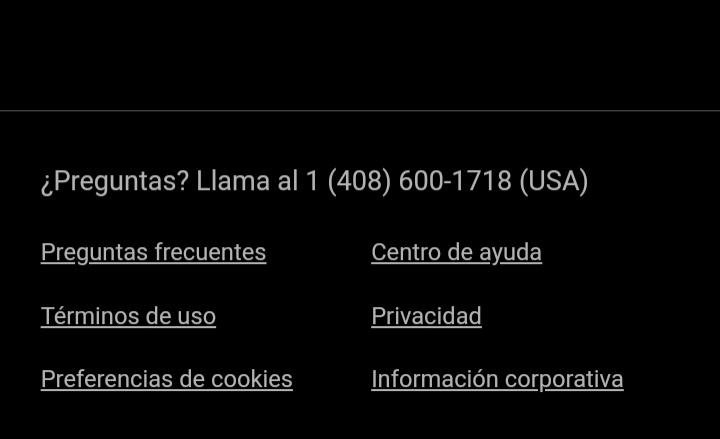 ¿Preguntas? Llama al 1 (408) 600-1718 (USA)
Preguntas frecuentes Centro de ayuda
Términos de uso Privacidad
Preferencias de cookies Información corporativa